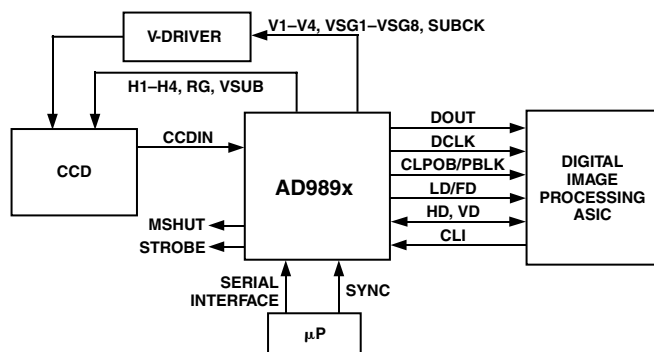 V1–V4, VSG1–VSG8, SUBCK
V-DRIVER
H1–H4, RG, VSUB
DOUT
DCLK
CCDIN
CLPOB/PBLK
CCD
AD989x
LD/FD
DIGITAL
IMAGE
PROCESSING
ASIC
MSHUT
HD, VD
STROBE
CLI
SERIAL
INTERFACE
SYNC
μP